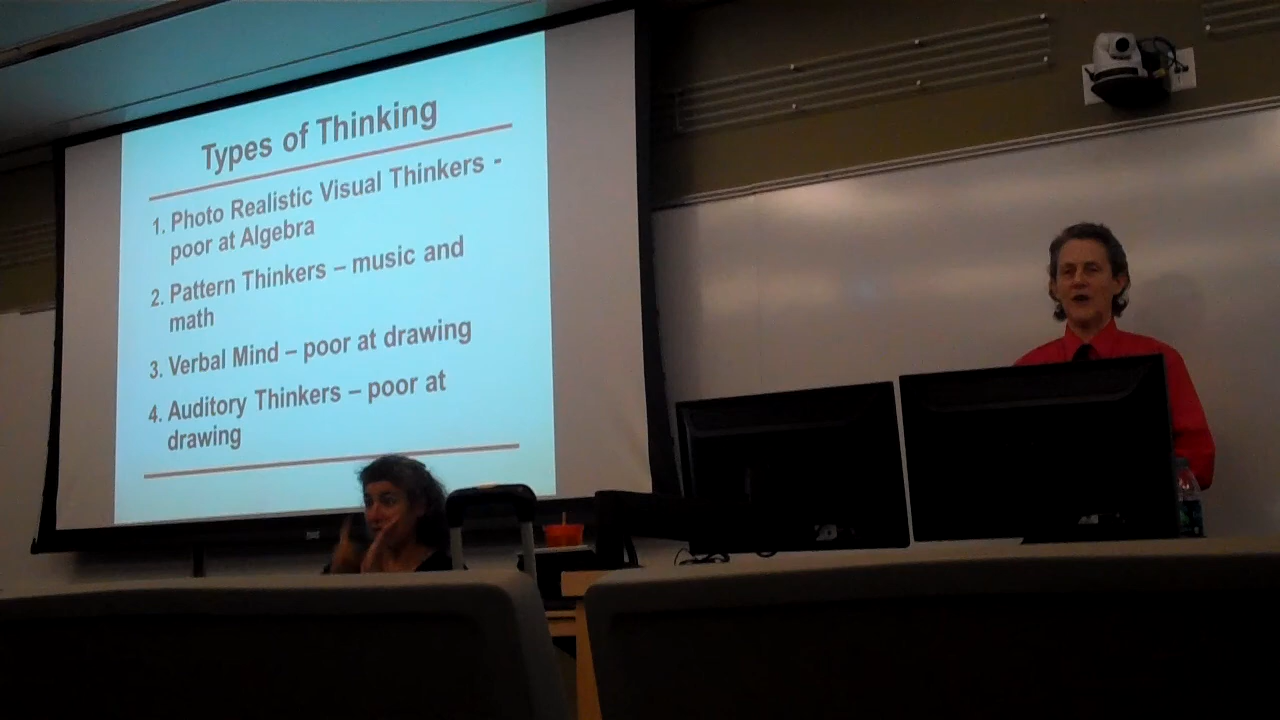 Types of Thinking
1. Photo Realistic Visual Thinkers -
poor at Algebra
2. Pattern Thinkers – music and
math
3. Verbal Mind – poor at drawing
4. Auditory Thinkers – poor at
drawing